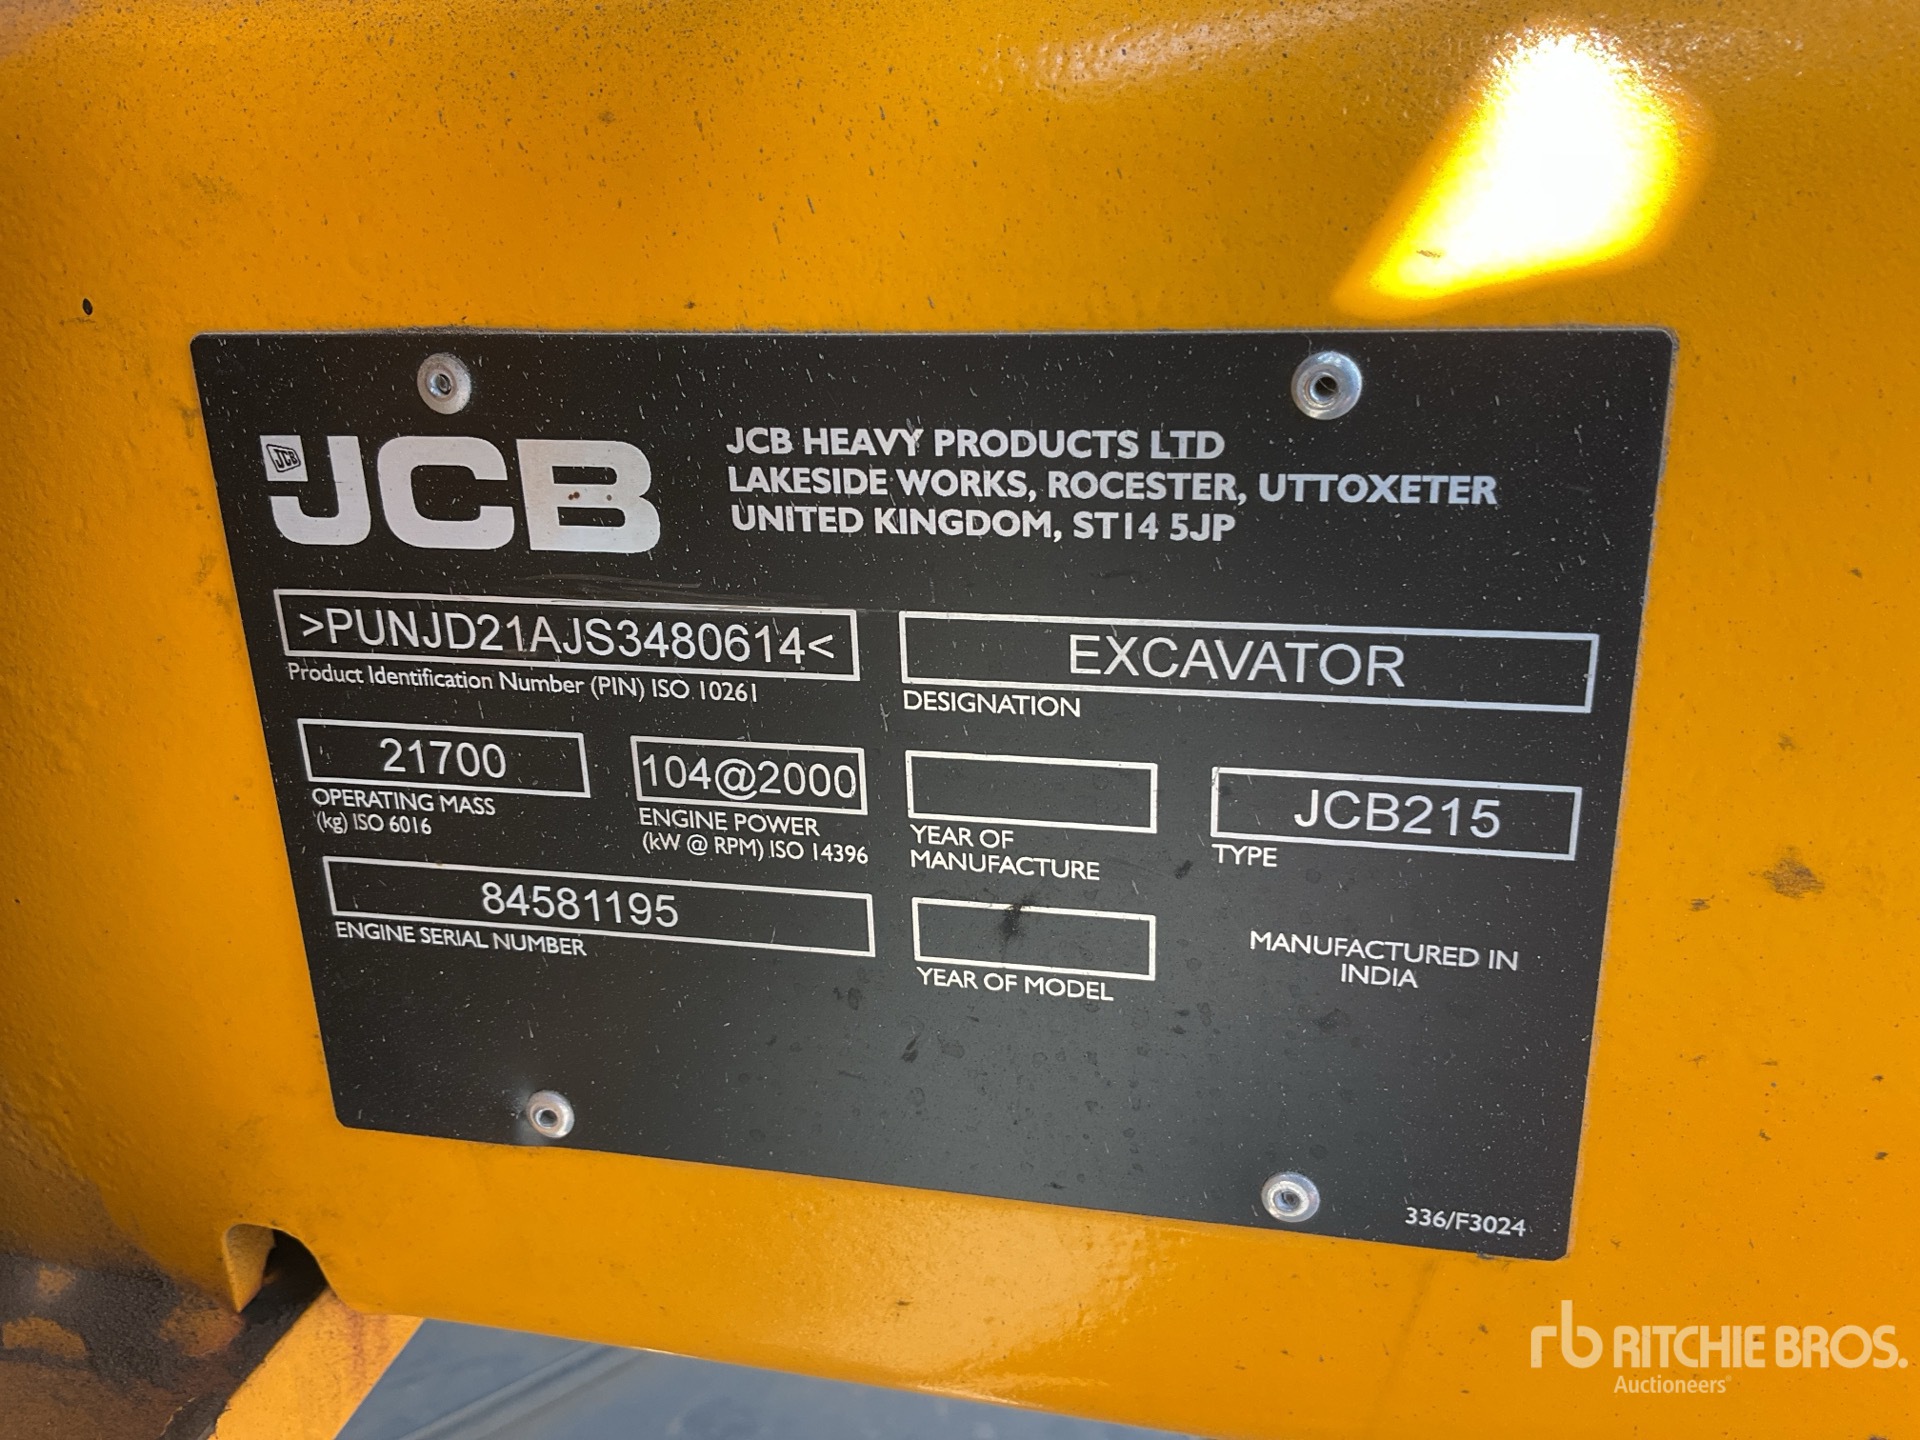 JCB
JCB
JCB HEAVY PRODUCTS LTD
LAKESIDE WORKS, ROCESTER, UTTOXETER
UNITED KINGDOM, ST14 5JP
>PUNJD21AJS3480614<
Product Identification Number (PIN) ISO 10261
EXCAVATOR
DESIGNATION
21700
OPERATING MASS
(kg) ISO 6016
104@2000
ENGINE POWER
(kW @ RPM) ISO 14396
YEAR OF
MANUFACTURE
JCB215
TYPE
84581195
ENGINE SERIAL NUMBER
YEAR OF MODEL
MANUFACTURED IN
INDIA
336/F3024
rb RITCHIE BROS.
Auctioneers